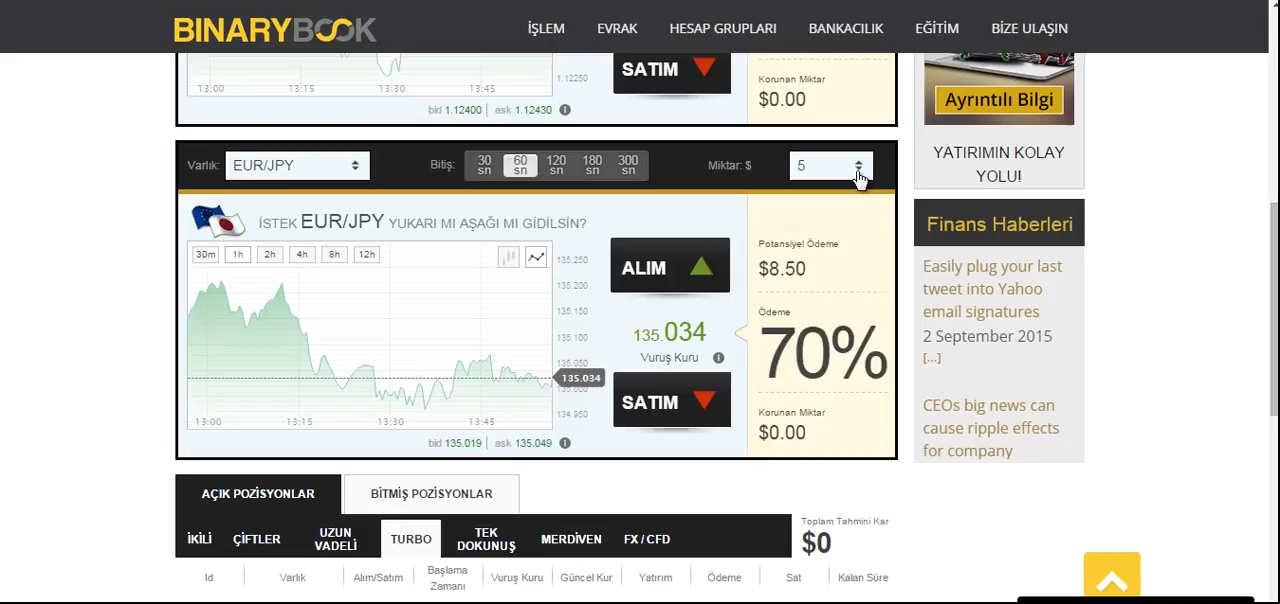 BINARYBOOK
İŞLEM EVRAK HESAP GRUPLARI BANKACILIK EĞİTİM BİZE ULAŞIN
SATIM
1.12250
13:00 13:15 13:30 13:45
bid 1.12400 | ask 1.12430
Korunan Miktar
$0.00
Ayrıntılı Bilgi
YATIRIMIN KOLAY
YOLU!
Varlık: EUR/JPY Bitiş: 30 sn 60 sn 120 sn 180 sn 300 sn Miktar: $ 5
İSTEK EUR/JPY YUKARI MI AŞAĞI MI GİDİLSİN?
30m 1h 2h 4h 8h 12h
135.250
135.200
135.150
135.100
135.050
135.034
135.000
134.950
13:00 13:15 13:30 13:45
bid 135.019 | ask 135.049
ALIM
135.034
Vuruş Kuru
SATIM
Potansiyel Ödeme
$8.50
Ödeme
70%
Korunan Miktar
$0.00
Finans Haberleri
Easily plug your last
tweet into Yahoo
email signatures
2 September 2015
[...]
CEOs big news can
cause ripple effects
for company
AÇIK POZİSYONLAR BİTMİŞ POZİSYONLAR
İKİLİ ÇİFTLER UZUN VADELİ TURBO TEK DOKUNUŞ MERDİVEN FX / CFD
Toplam Tahmini Kar
$0
Id Varlık Alım/Satım Başlama Zamanı Vuruş Kuru Güncel Kur Yatırım Ödeme Sat Kalan Süre